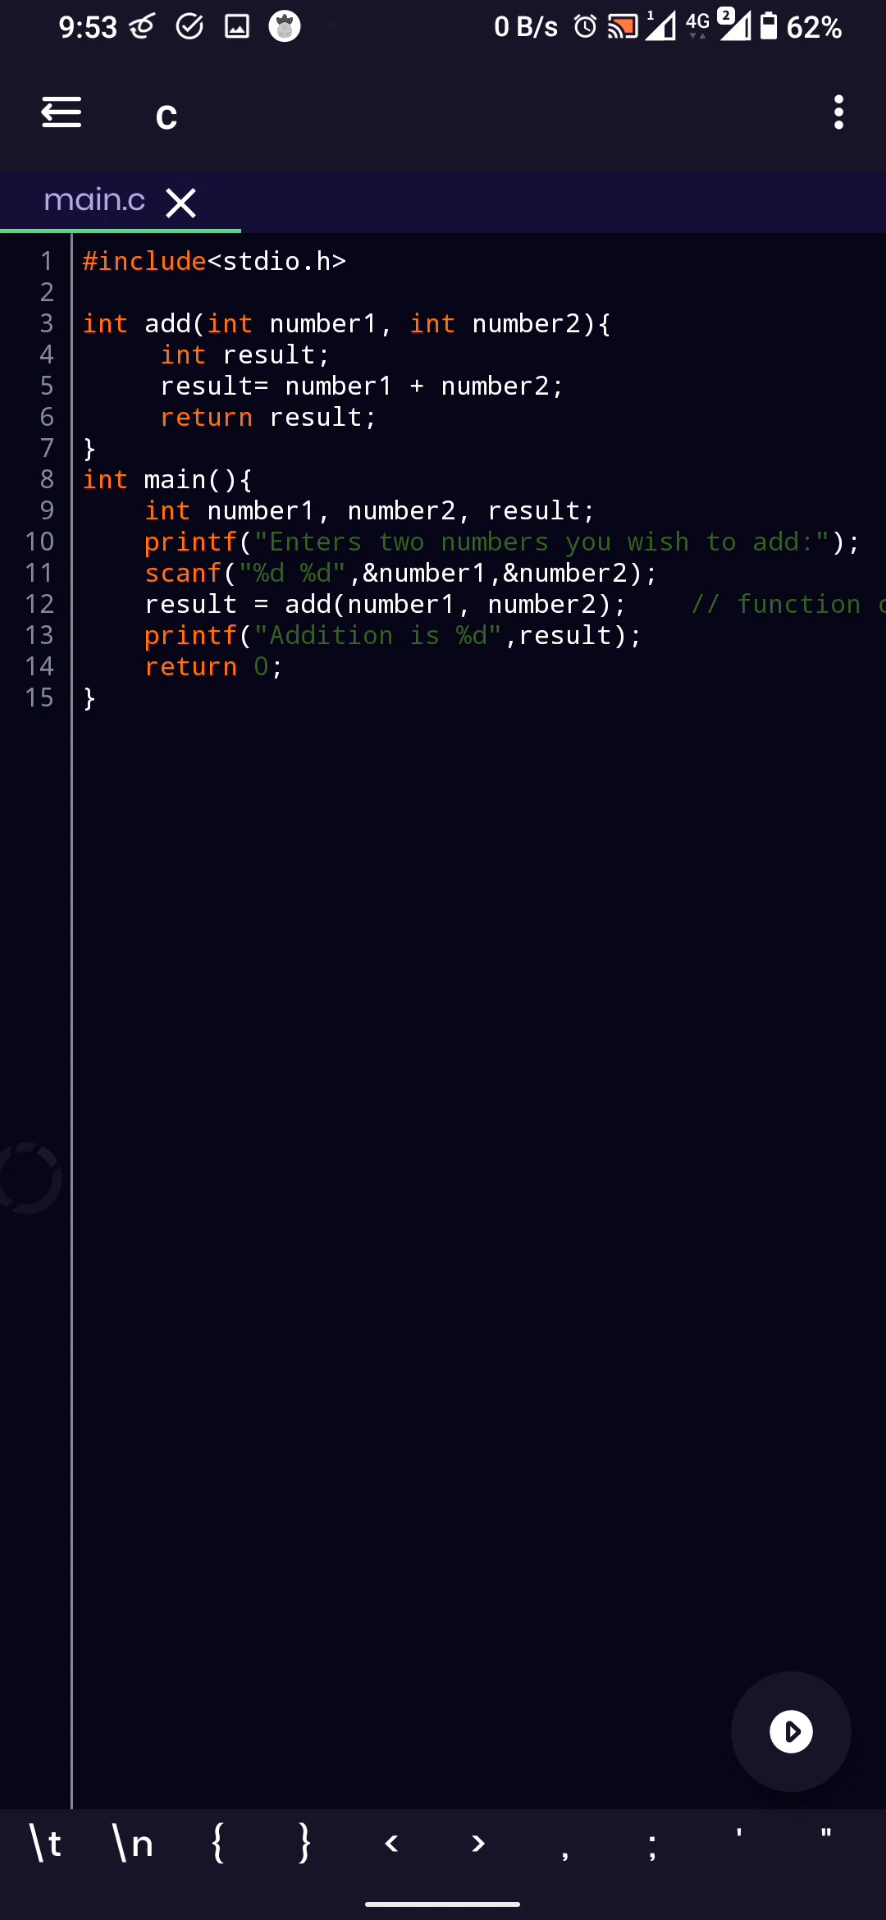 9:53 0 B/s 1 4G 2 62%
C
main.c
1 #include<stdio.h>
2
3 int add(int number1, int number2){
4      int result;
5      result= number1 + number2;
6      return result;
7 }
8 int main(){
9     int number1, number2, result;
10     printf("Enters two numbers you wish to add:");
11     scanf("%d %d",&number1,&number2);
12     result = add(number1, number2);    // function
13     printf("Addition is %d",result);
14     return 0;
15 }
\t \n { } < > , ; ' "